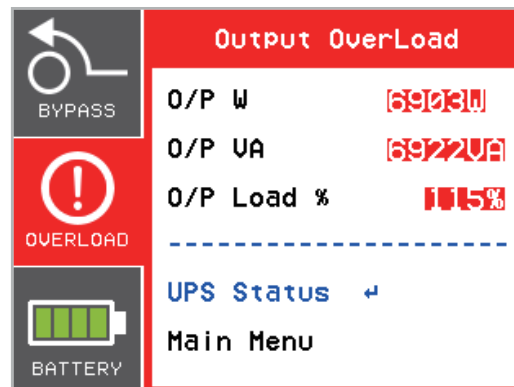 Output OverLoad
BYPASS
O/P W 6903W
O/P VA 6922VA
O/P Load % 115%
OVERLOAD
UPS Status ↵
Main Menu
BATTERY